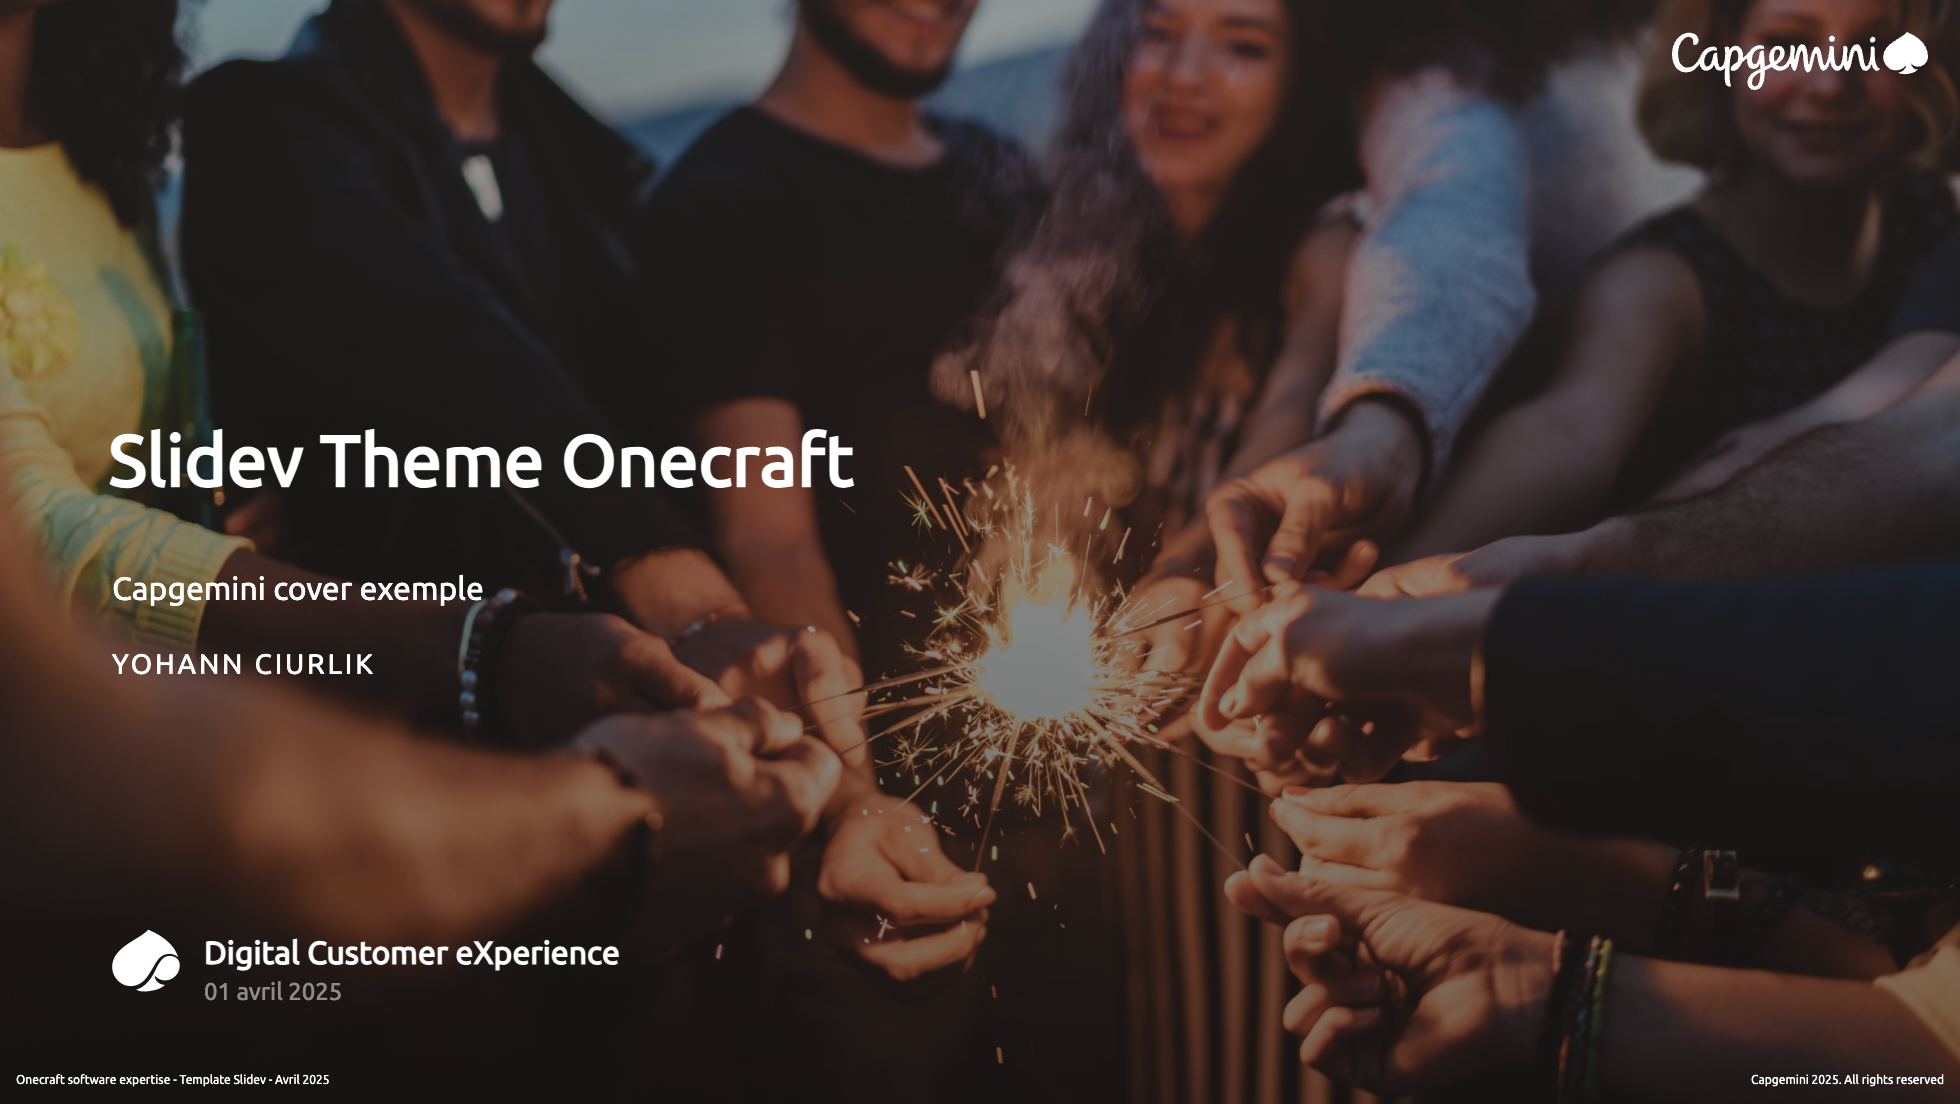 Capgemini
Slidev Theme Onecraft
Capgemini cover exemple
YOHANN CIURLIK
Digital Customer eXperience
01 avril 2025
Onecraft software expertise - Template Slidev - Avril 2025
Capgemini 2025. All rights reserved